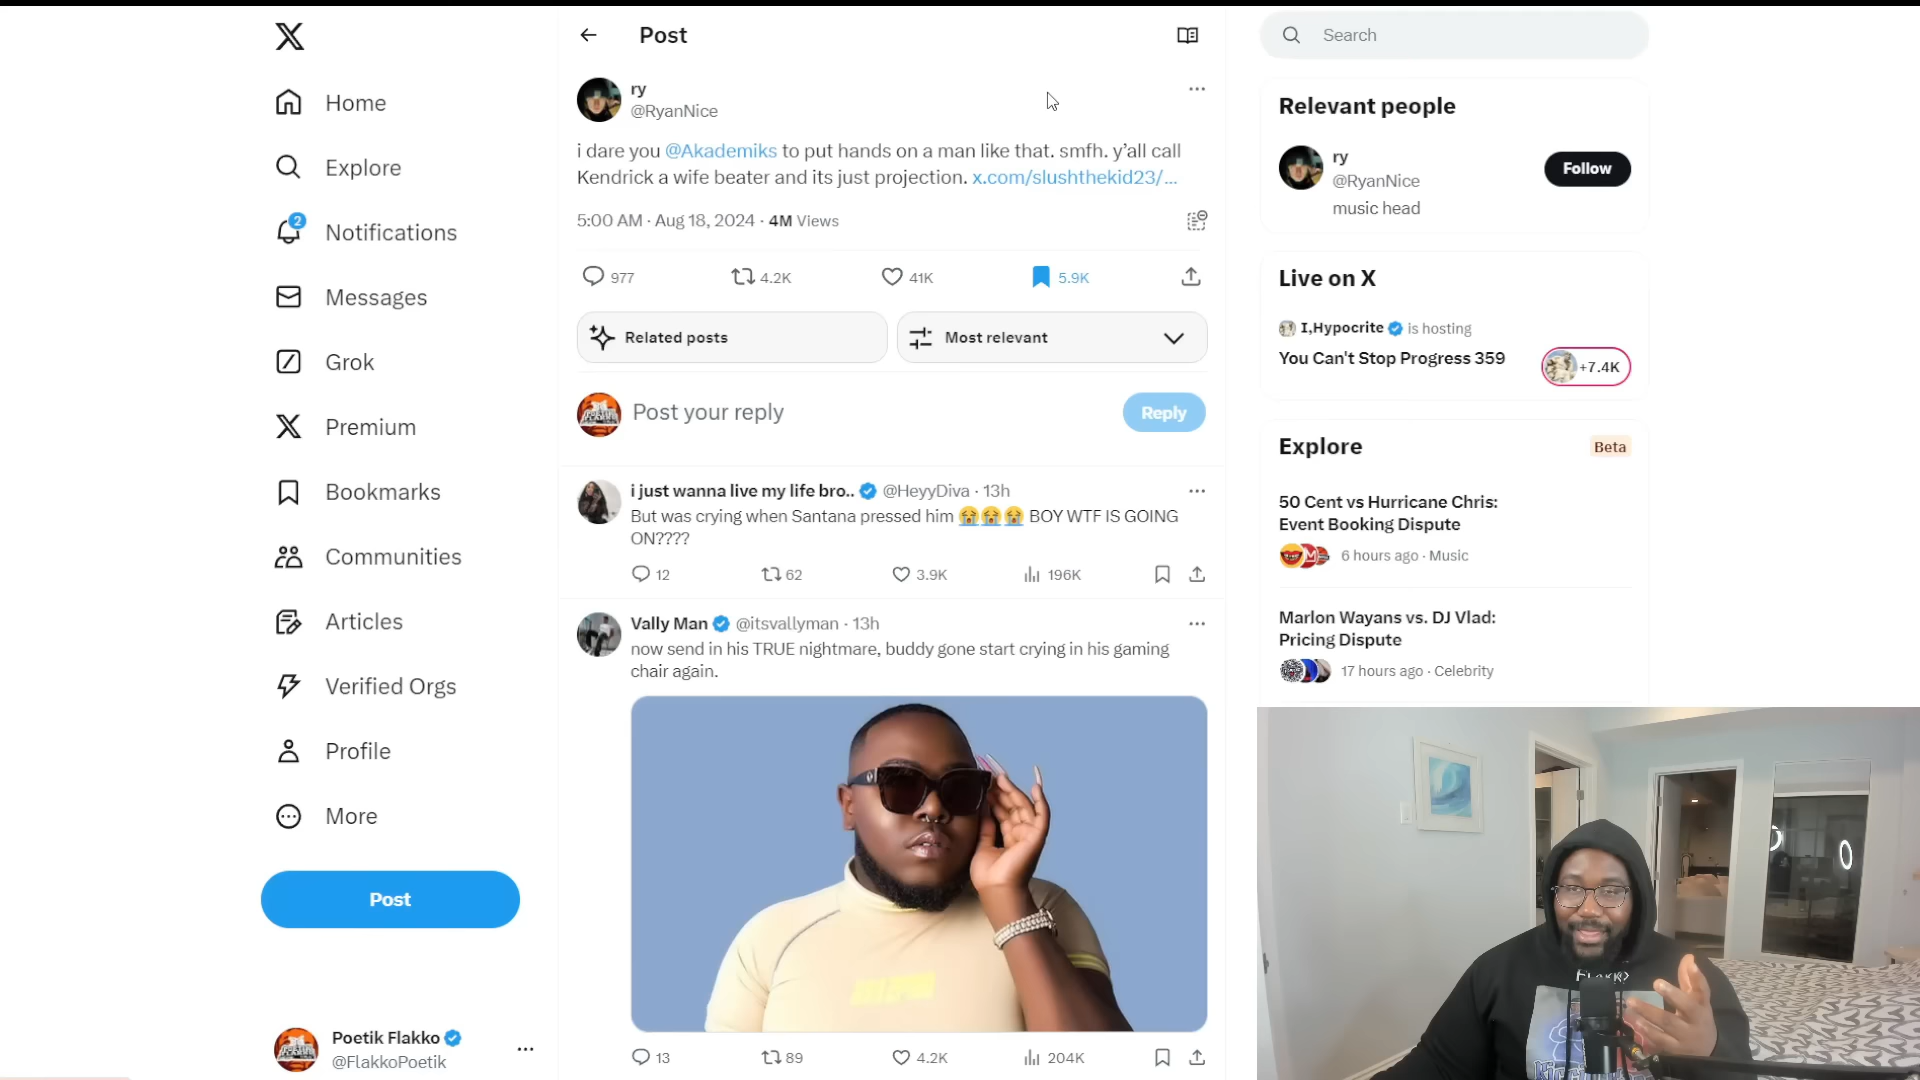 Home
Explore
2
Notifications
Messages
Grok
Premium
Bookmarks
Communities
Articles
Verified Orgs
Profile
More
Post
Poetik Flakko
@FlakkoPoetik
Post
ry
@RyanNice
i dare you @Akademiks to put hands on a man like that. smfh. y'all call
Kendrick a wife beater and its just projection. x.com/slushthekid23/...
5:00 AM · Aug 18, 2024 · 4M Views
977 4.2K 41K 5.9K
Related posts
Most relevant
Post your reply
Reply
i just wanna live my life bro.. @HeyyDiva · 13h
But was crying when Santana pressed him 😭😭😭 BOY WTF IS GOING
ON????
12 62 3.9K 196K
Vally Man @itsvallyman · 13h
now send in his TRUE nightmare, buddy gone start crying in his gaming
chair again.
13 89 4.2K 204K
Search
Relevant people
ry
@RyanNice
Follow
music head
Live on X
I,Hypocrite is hosting
You Can't Stop Progress 359
+7.4K
Explore
Beta
50 Cent vs Hurricane Chris:
Event Booking Dispute
6 hours ago · Music
Marlon Wayans vs. DJ Vlad:
Pricing Dispute
17 hours ago · Celebrity